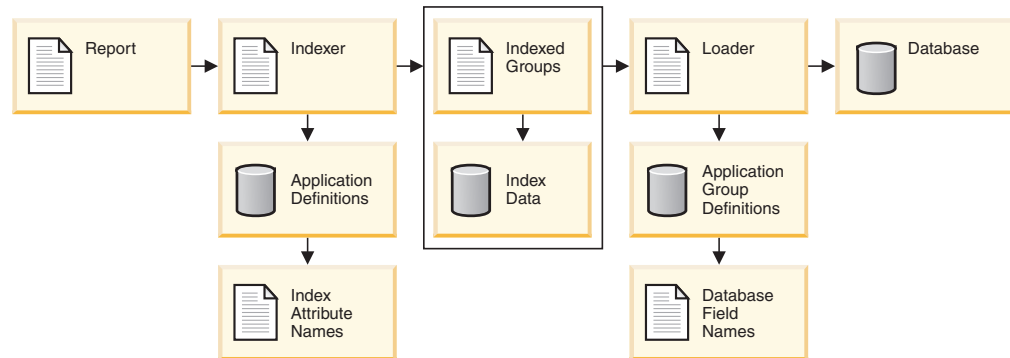 Report
Indexer
Indexed
Groups
Loader
Database
Application
Definitions
Index
Data
Application
Group
Definitions
Index
Attribute
Names
Database
Field
Names